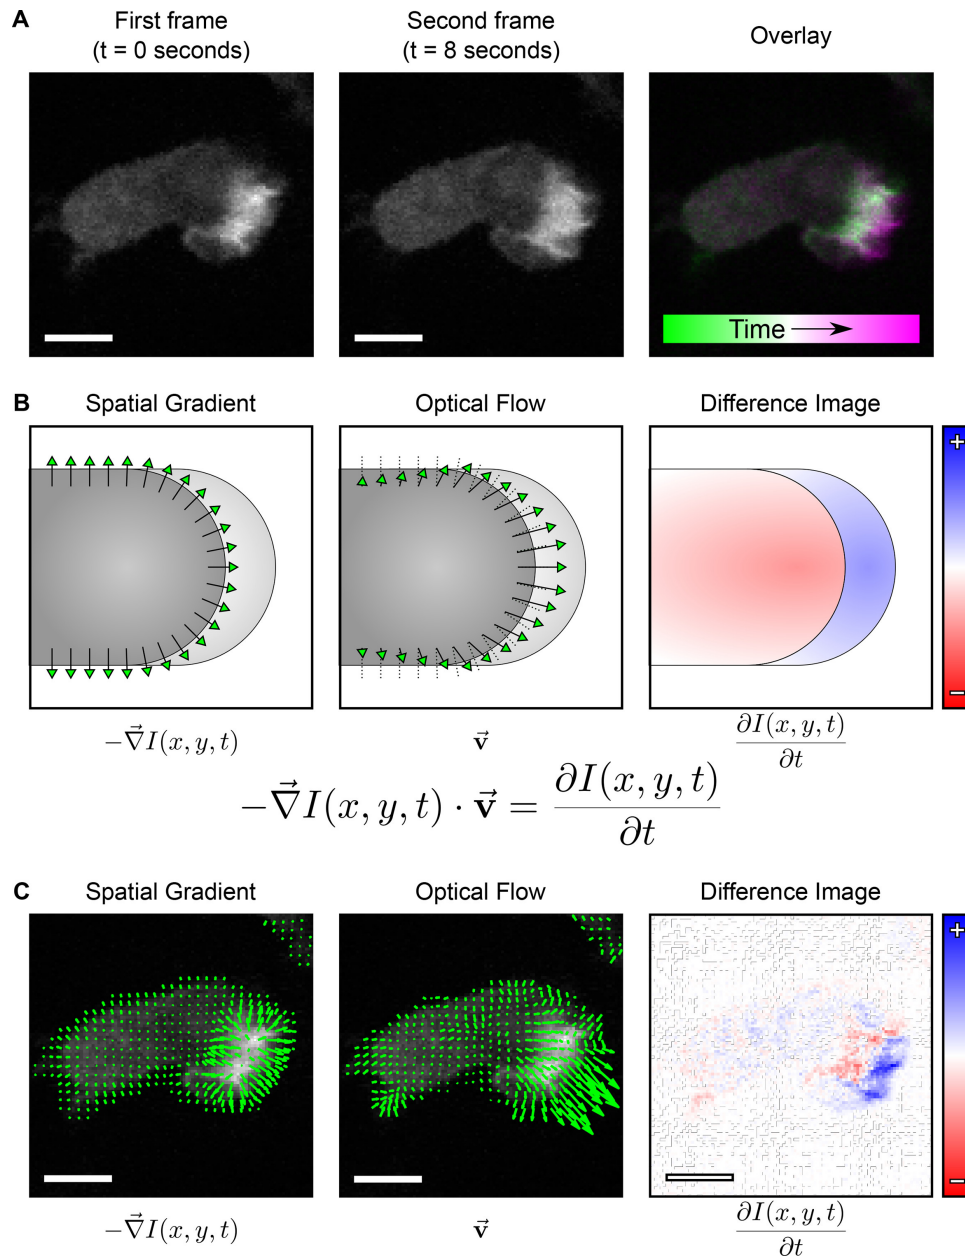 A
First frame
(t = 0 seconds)
Second frame
(t = 8 seconds)
Overlay
Time
B
Spatial Gradient
Optical Flow
Difference Image
+
−
−∇⃗I(x, y, t)
v⃗
∂I(x, y, t)
∂t
−∇⃗I(x, y, t) · v⃗ = ∂I(x, y, t)
∂t
C
Spatial Gradient
Optical Flow
Difference Image
+
−
−∇⃗I(x, y, t)
v⃗
∂I(x, y, t)
∂t